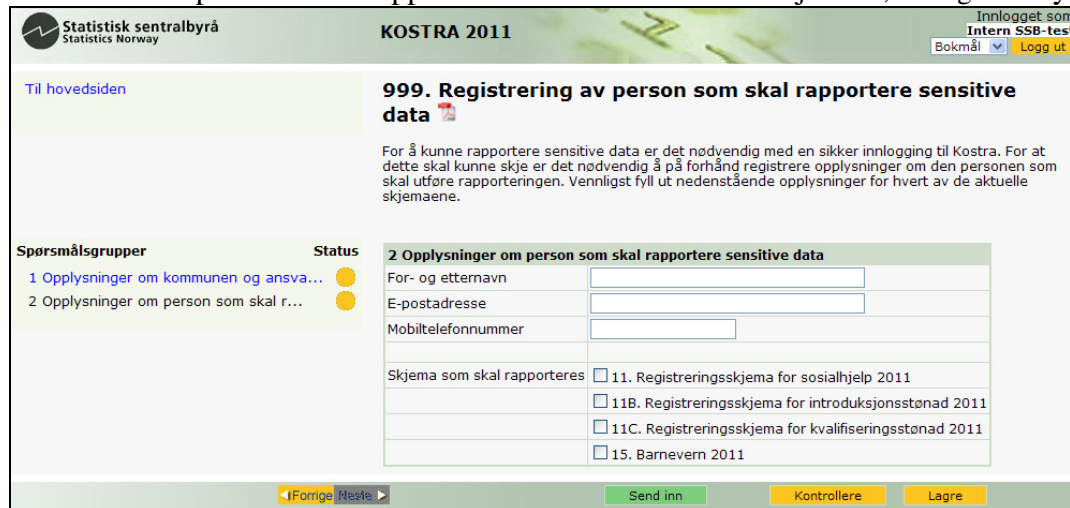 Statistisk sentralbyrå
Statistics Norway
KOSTRA 2011
Innlogget som
Intern SSB-test
Bokmål
Logg ut
Til hovedsiden
999. Registrering av person som skal rapportere sensitive
data
For å kunne rapportere sensitive data er det nødvendig med en sikker innlogging til Kostra. For at
dette skal kunne skje er det nødvendig å på forhånd registrere opplysninger om den personen som
skal utføre rapporteringen. Vennligst fyll ut nedenstående opplysninger for hvert av de aktuelle
skjemaene.
Spørsmålsgrupper Status
1 Opplysninger om kommunen og ansva...
2 Opplysninger om person som skal r...
2 Opplysninger om person som skal rapportere sensitive data
For- og etternavn
E-postadresse
Mobiltelefonnummer
Skjema som skal rapporteres
11. Registreringsskjema for sosialhjelp 2011
11B. Registreringsskjema for introduksjonsstønad 2011
11C. Registreringsskjema for kvalifiseringsstønad 2011
15. Barnevern 2011
Forrige Neste
Send inn
Kontrollere
Lagre